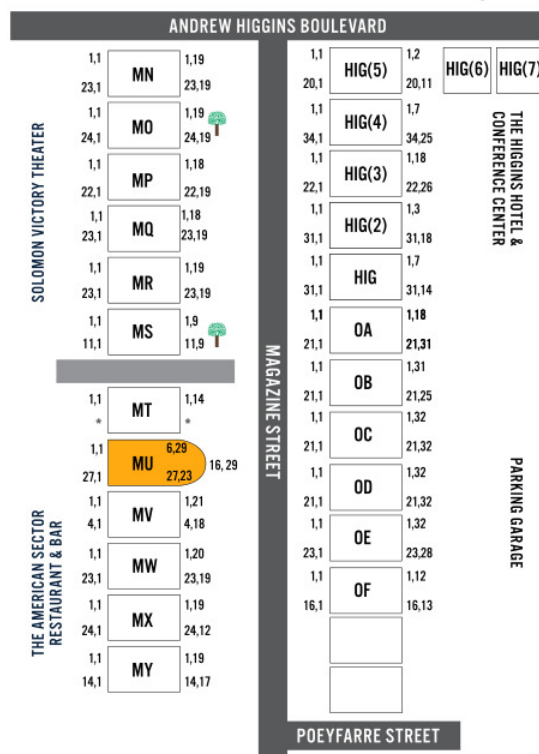 ANDREW HIGGINS BOULEVARD
SOLOMON VICTORY THEATER
1,1 MN 1,19
23,1 23,19
1,1 MO 1,19
24,1 24,19
1,1 MP 1,18
22,1 22,19
1,1 MQ 1,18
23,1 23,19
1,1 MR 1,19
23,1 23,19
1,1 MS 1,9
11,1 11,9
THE AMERICAN SECTOR
RESTAURANT & BAR
1,1 MT 1,14
* *
1,1 MU 6,29
27,1 27,23 16, 29
1,1 MV 1,21
4,1 4,18
1,1 MW 1,20
23,1 23,19
1,1 MX 1,19
24,1 24,12
1,1 MY 1,19
14,1 14,17
MAGAZINE STREET
1,1 HIG(5) 1,2 HIG(6) HIG(7)
20,1 20,11
1,1 HIG(4) 1,7
34,1 34,25
1,1 HIG(3) 1,18
22,1 22,26
1,1 HIG(2) 1,3
31,1 31,18
1,1 HIG 1,7
31,1 31,14
1,1 OA 1,18
21,1 21,31
1,1 OB 1,31
21,1 21,25
1,1 OC 1,32
21,1 21,32
1,1 OD 1,32
21,1 21,32
1,1 OE 1,32
23,1 23,28
1,1 OF 1,12
16,1 16,13
THE HIGGINS HOTEL &
CONFERENCE CENTER
PARKING GARAGE
POEYFARRE STREET